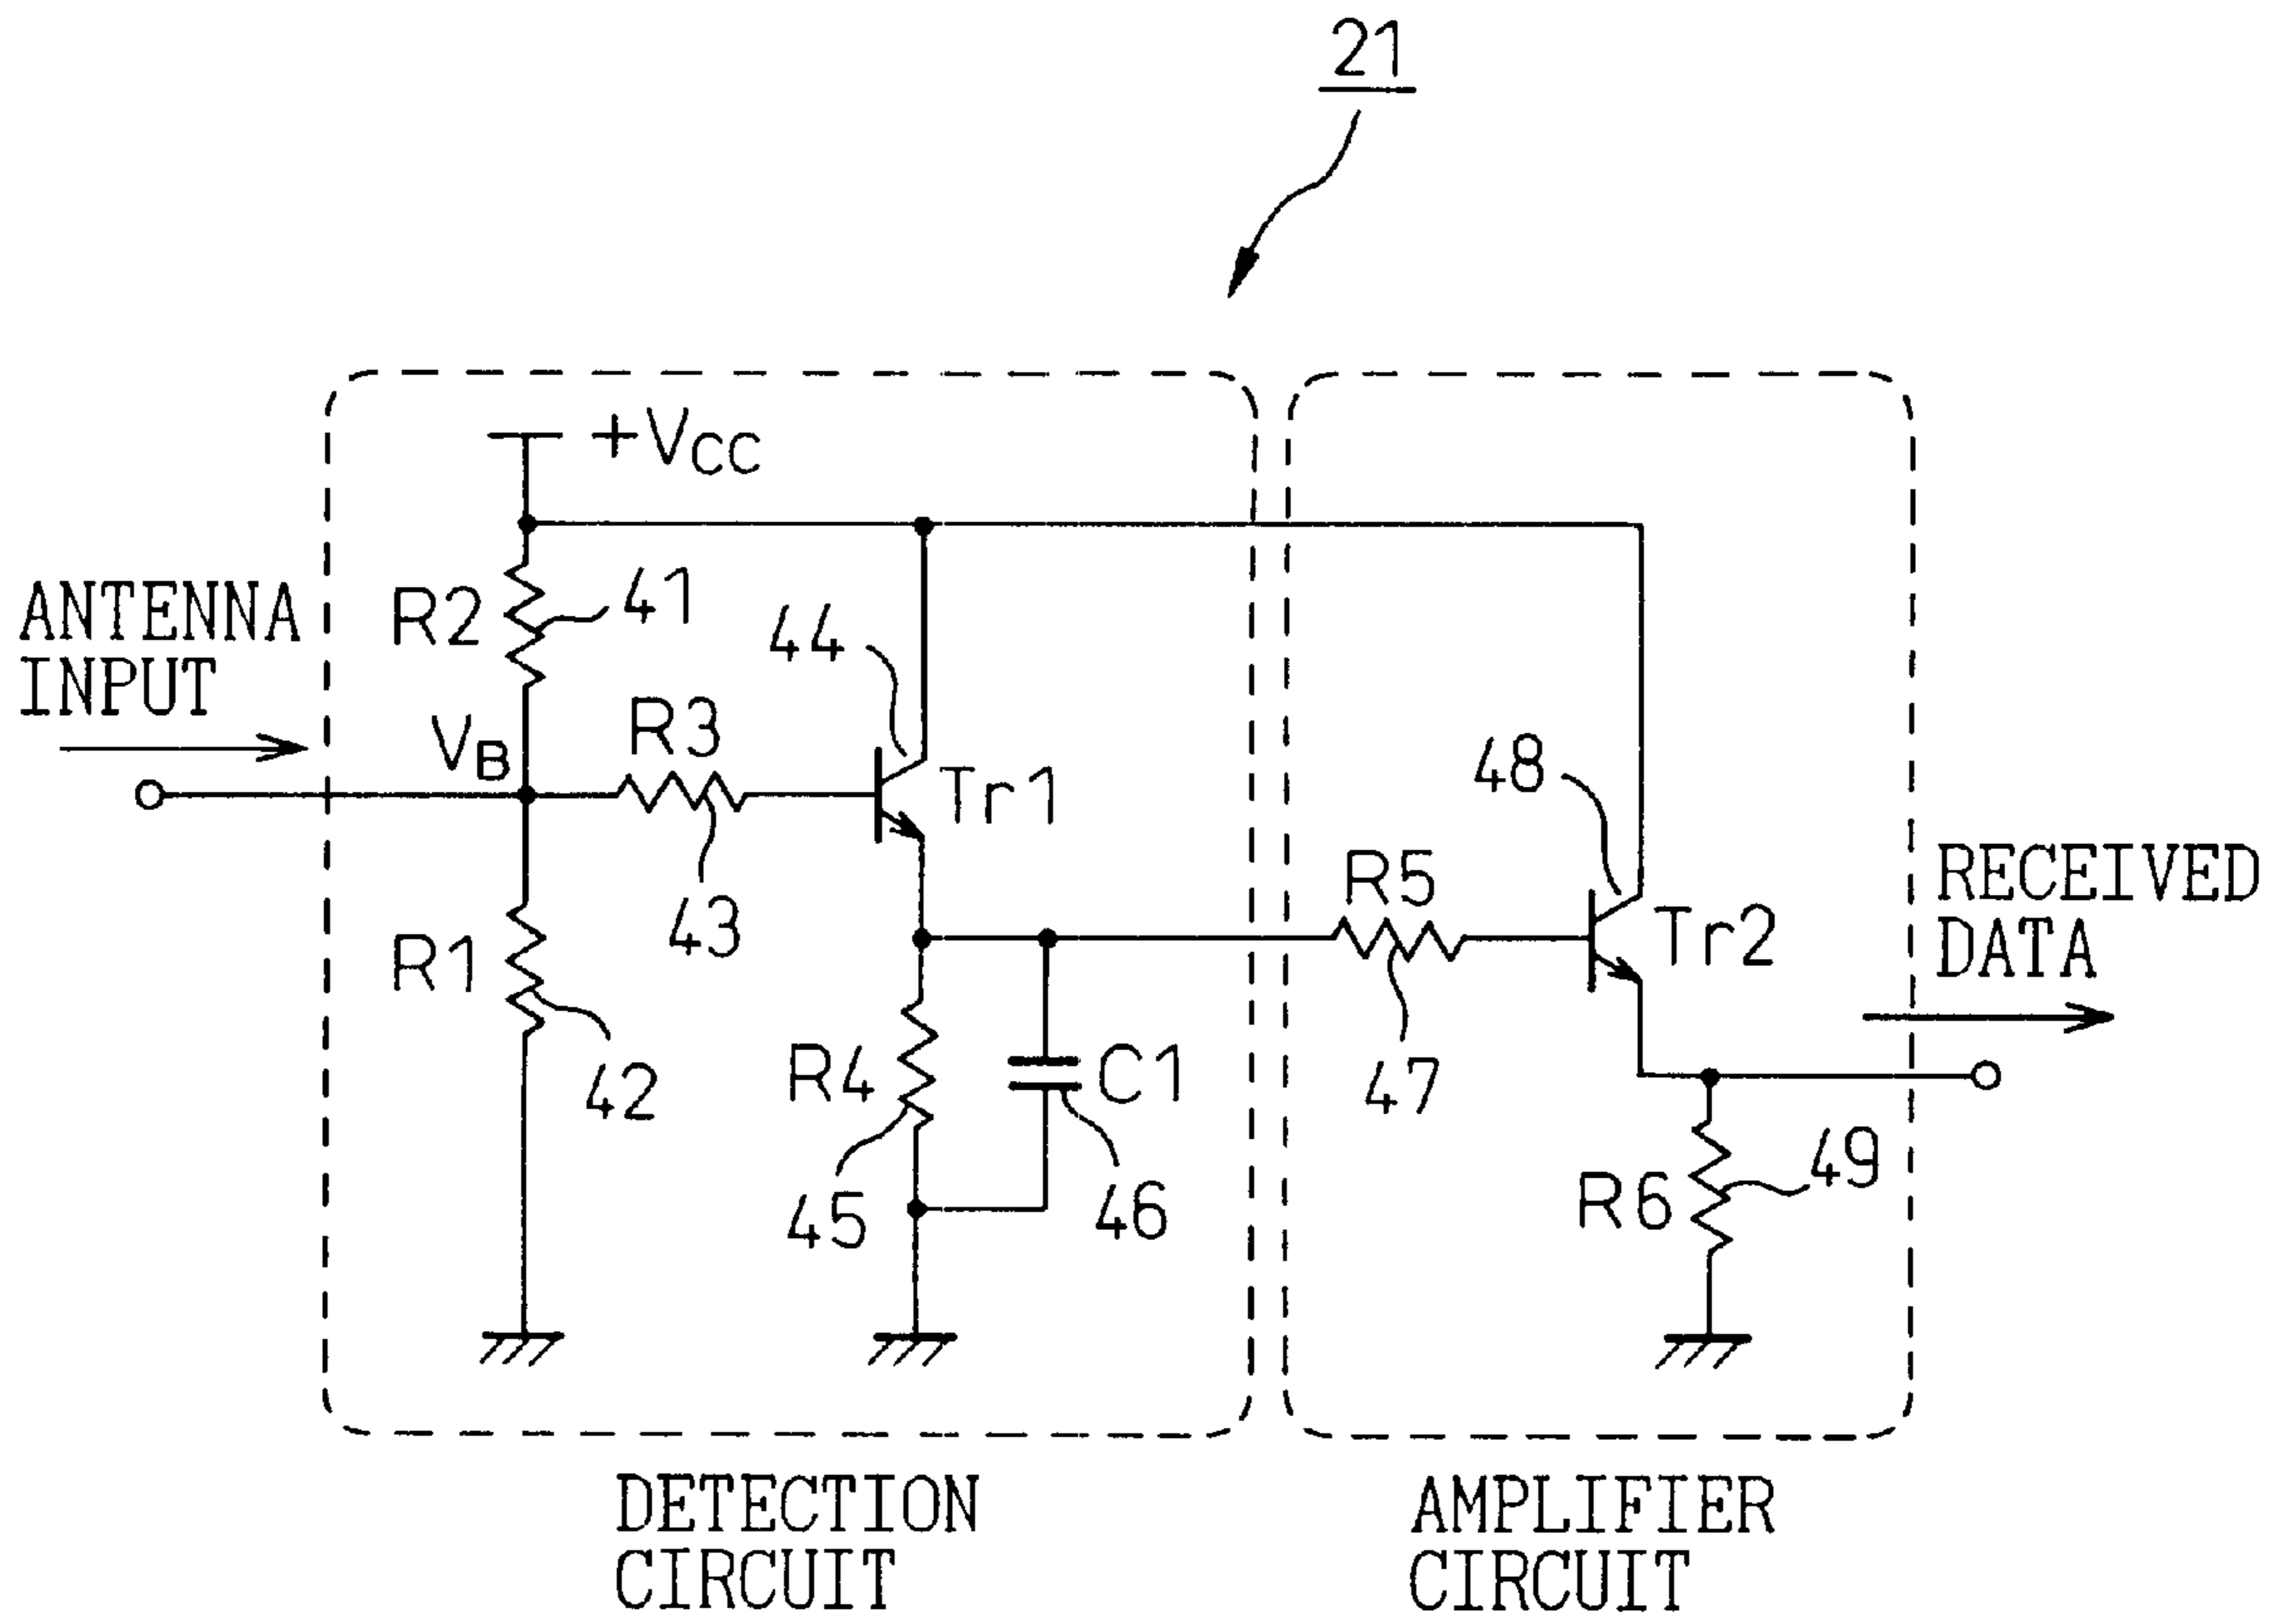 21
+VCC
ANTENNA
INPUT
R2
41
44
VB
R3
Tr1
43
48
R5
Tr2
RECEIVED
DATA
R1
42
R4
C1
47
45
46
R6
49
DETECTION
CIRCUIT
AMPLIFIER
CIRCUIT